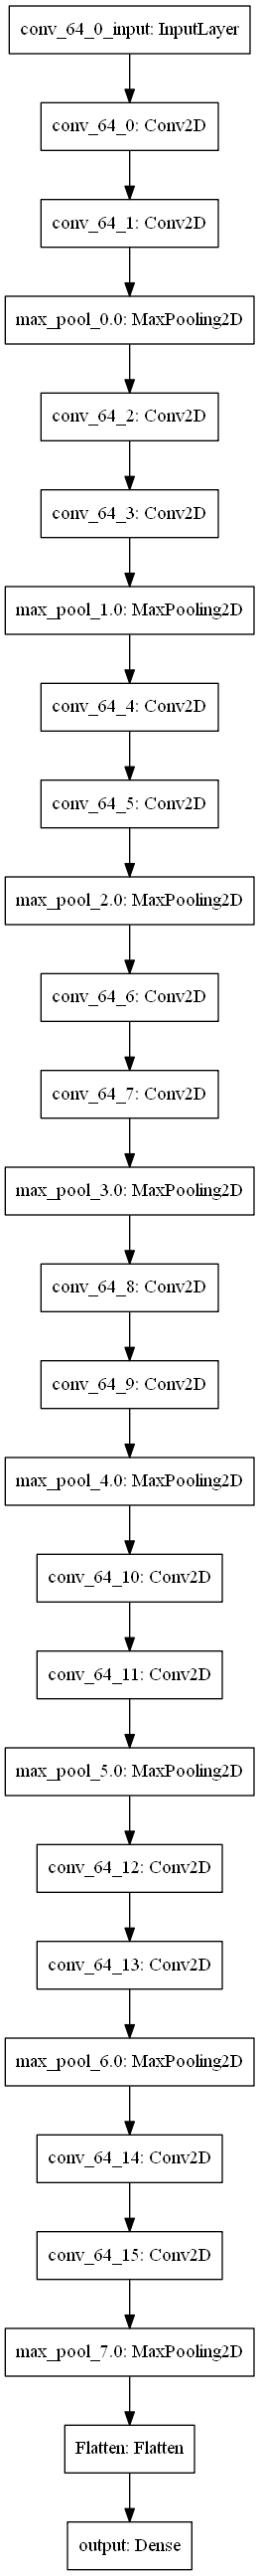 conv_64_0_input: InputLayer
conv_64_0: Conv2D
conv_64_1: Conv2D
max_pool_0.0: MaxPooling2D
conv_64_2: Conv2D
conv_64_3: Conv2D
max_pool_1.0: MaxPooling2D
conv_64_4: Conv2D
conv_64_5: Conv2D
max_pool_2.0: MaxPooling2D
conv_64_6: Conv2D
conv_64_7: Conv2D
max_pool_3.0: MaxPooling2D
conv_64_8: Conv2D
conv_64_9: Conv2D
max_pool_4.0: MaxPooling2D
conv_64_10: Conv2D
conv_64_11: Conv2D
max_pool_5.0: MaxPooling2D
conv_64_12: Conv2D
conv_64_13: Conv2D
max_pool_6.0: MaxPooling2D
conv_64_14: Conv2D
conv_64_15: Conv2D
max_pool_7.0: MaxPooling2D
Flatten: Flatten
output: Dense